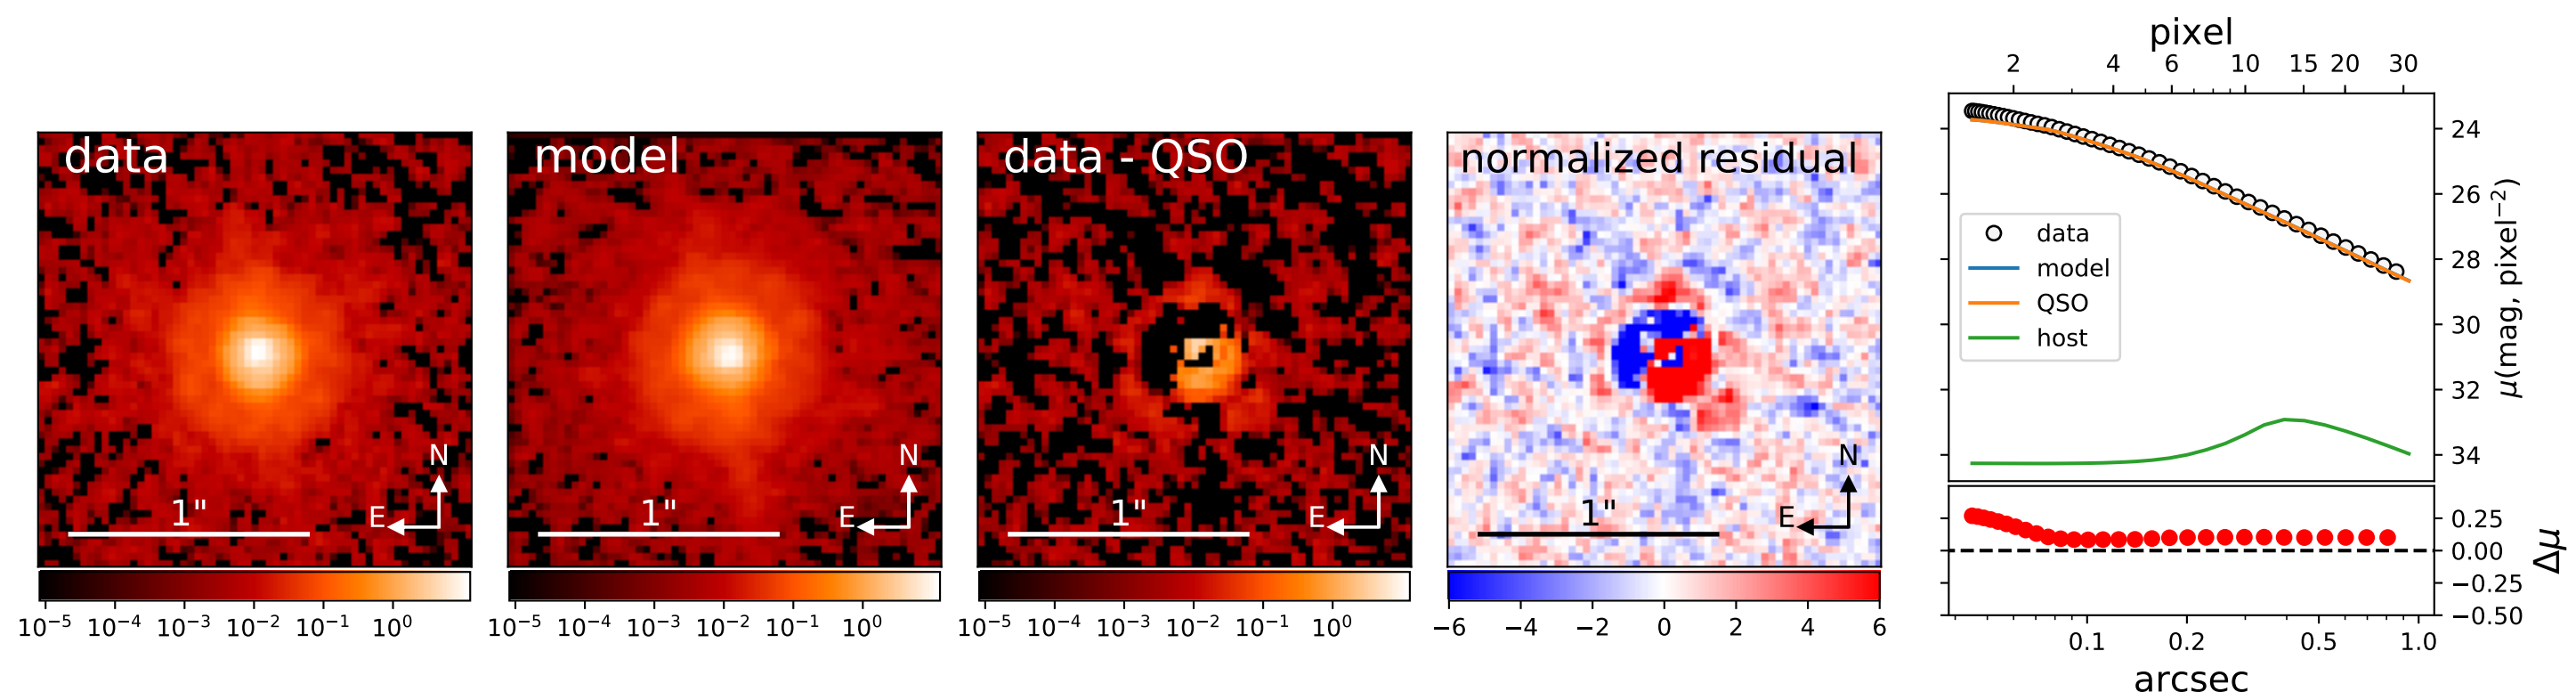 data
N
E
1"
10⁻⁵ 10⁻⁴ 10⁻³ 10⁻² 10⁻¹ 10⁰
model
N
E
1"
10⁻⁵ 10⁻⁴ 10⁻³ 10⁻² 10⁻¹ 10⁰
data - QSO
N
E
1"
10⁻⁵ 10⁻⁴ 10⁻³ 10⁻² 10⁻¹ 10⁰
normalized residual
N
E
1"
−6 −4 −2 0 2 4 6
pixel
2 4 6 10 15 20 30
data
model
QSO
host
24
26
28
30
32
34
μ(mag, pixel⁻²)
0.25
0.00
−0.25
−0.50
Δμ
0.1 0.2 0.5 1.0
arcsec